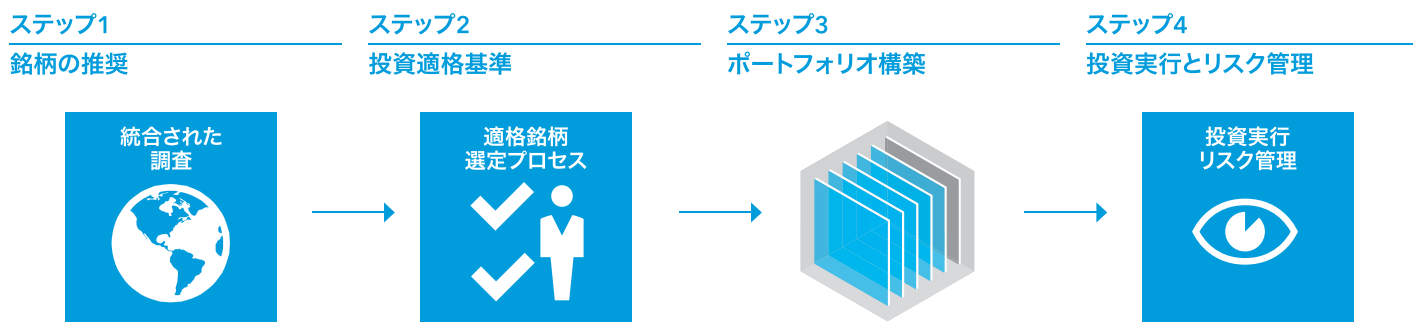 ステップ1
銘柄の推奨
統合された
調査
ステップ2
投資適格基準
適格銘柄
選定プロセス
ステップ3
ポートフォリオ構築
ステップ4
投資実行とリスク管理
投資実行
リスク管理